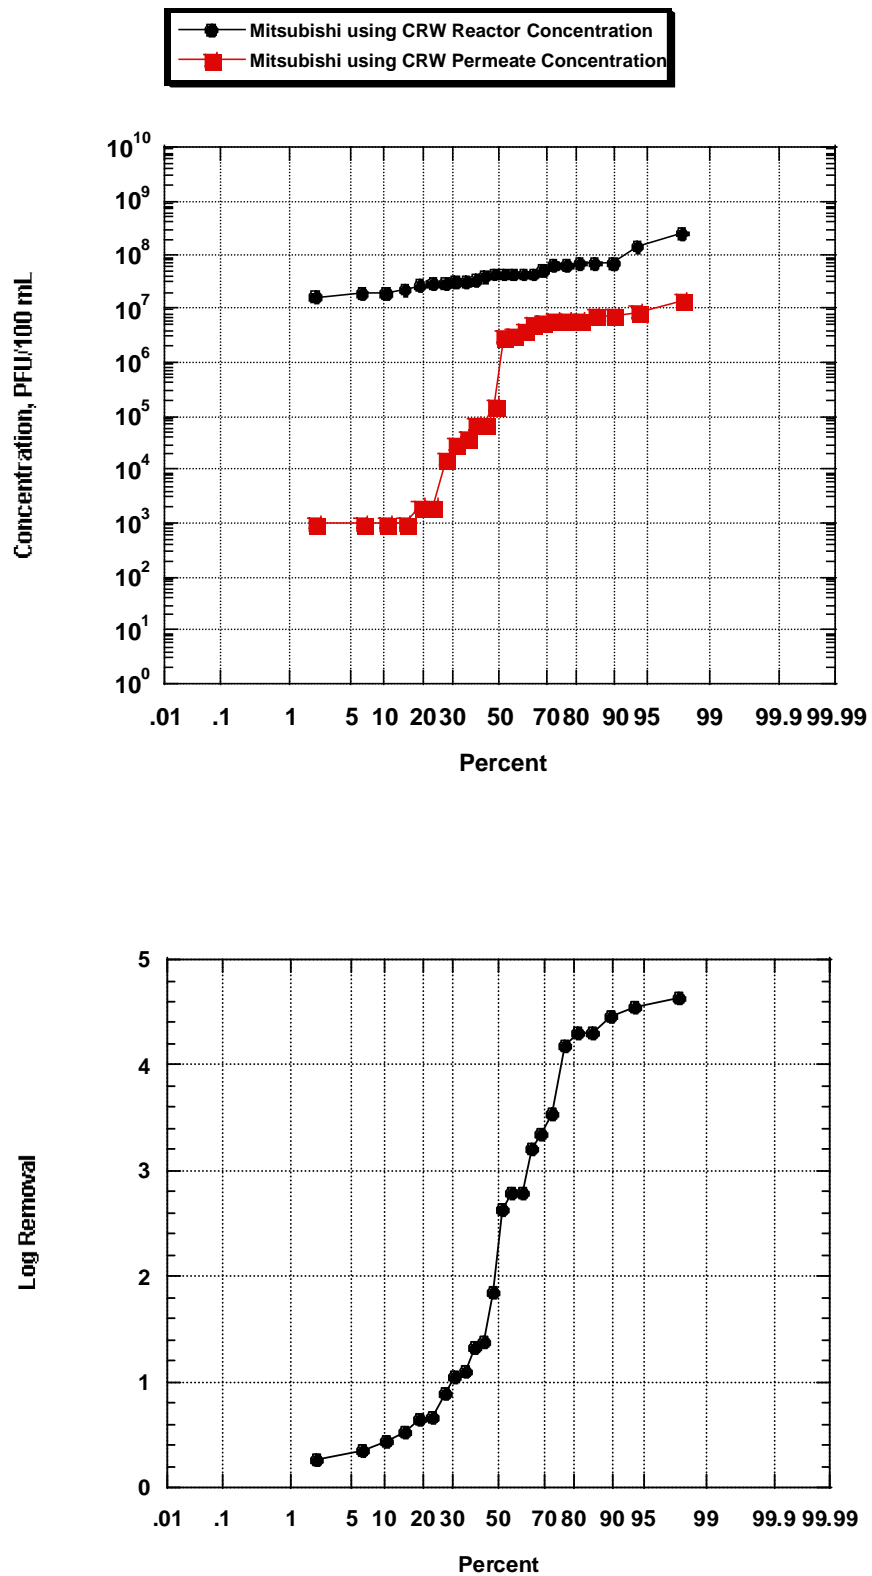 Mitsubishi using CRW Reactor Concentration
Mitsubishi using CRW Permeate Concentration
10^10
10^9
10^8
10^7
10^6
10^5
10^4
10^3
10^2
10^1
10^0
Concentration, PFU/100 mL
.01 .1 1 5 10 20 30 50 70 80 90 95 99 99.9 99.99
Percent
5
4
3
2
1
0
Log Removal
.01 .1 1 5 10 20 30 50 70 80 90 95 99 99.9 99.99
Percent